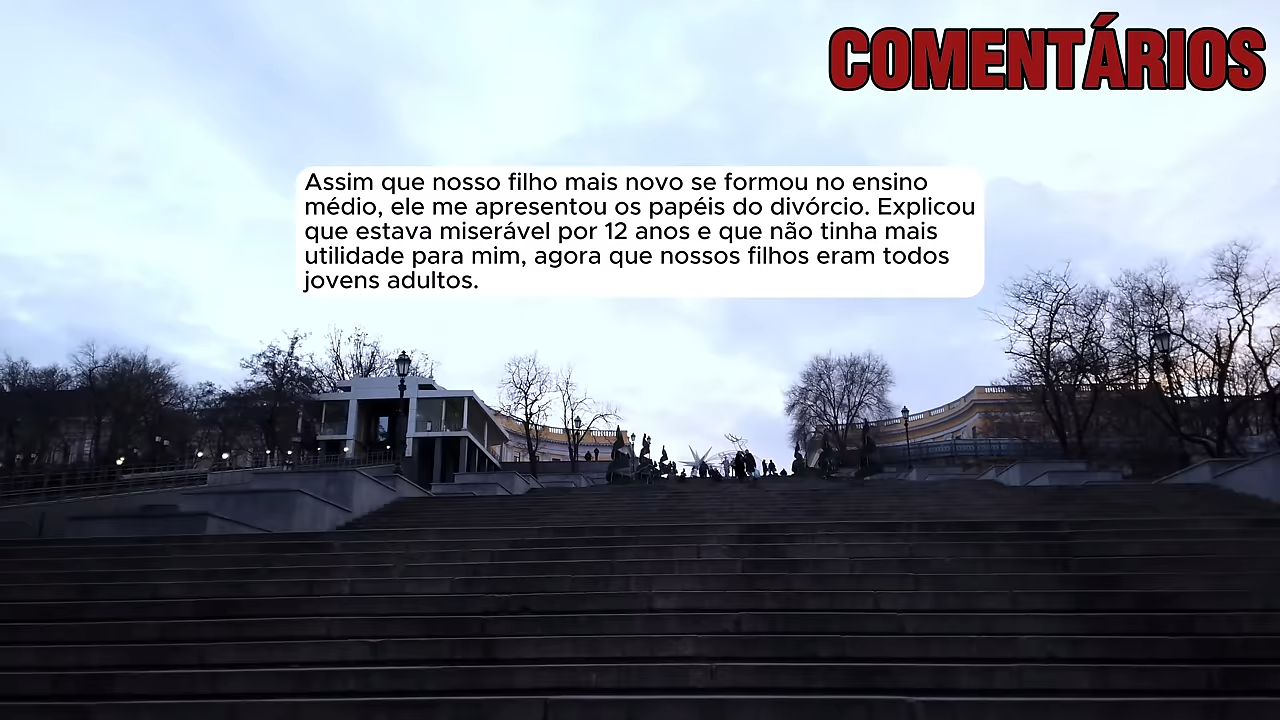 COMENTÁRIOS
Assim que nosso filho mais novo se formou no ensino
médio, ele me apresentou os papéis do divórcio. Explicou
que estava miserável por 12 anos e que não tinha mais
utilidade para mim, agora que nossos filhos eram todos
jovens adultos.